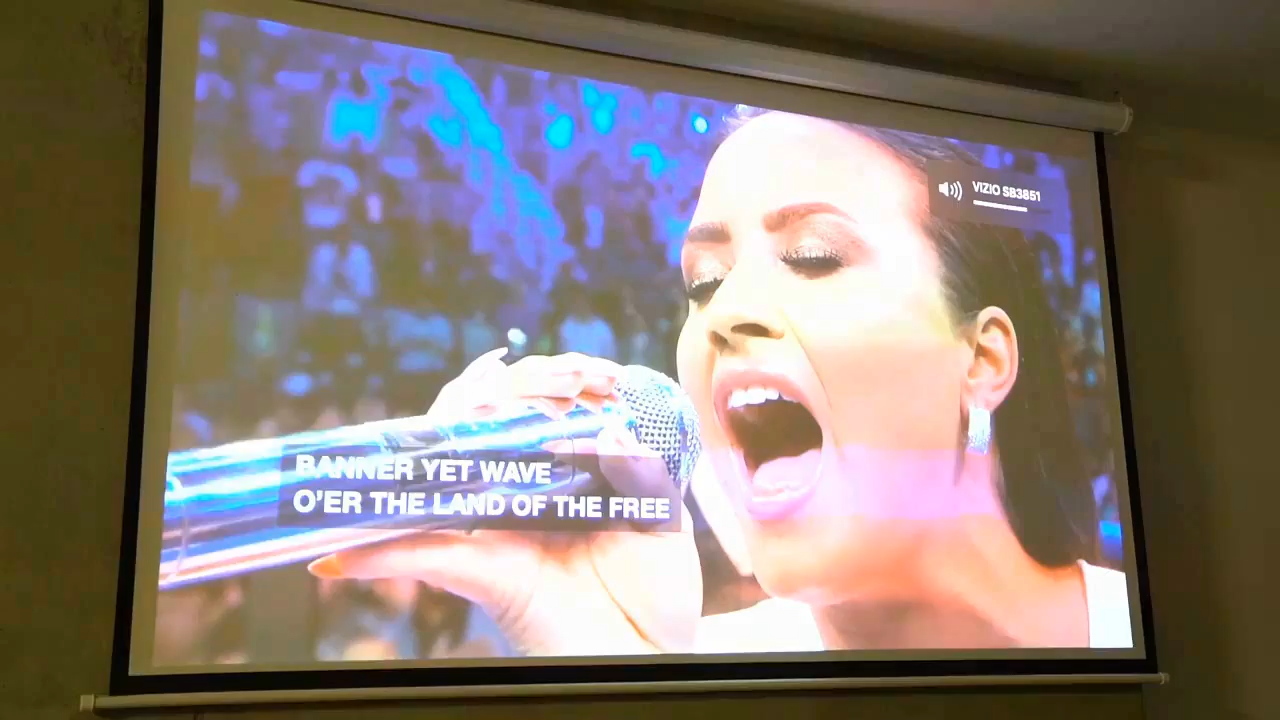 VIZIO SB3851
BANNER YET WAVE
O'ER THE LAND OF THE FREE